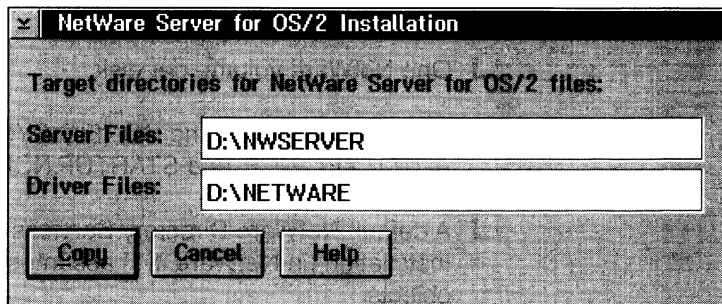 NetWare Server for OS/2 Installation
Target directories for NetWare Server for OS/2 files:
Server Files: D:\NWSERVER
Driver Files: D:\NETWARE
Copy Cancel Help